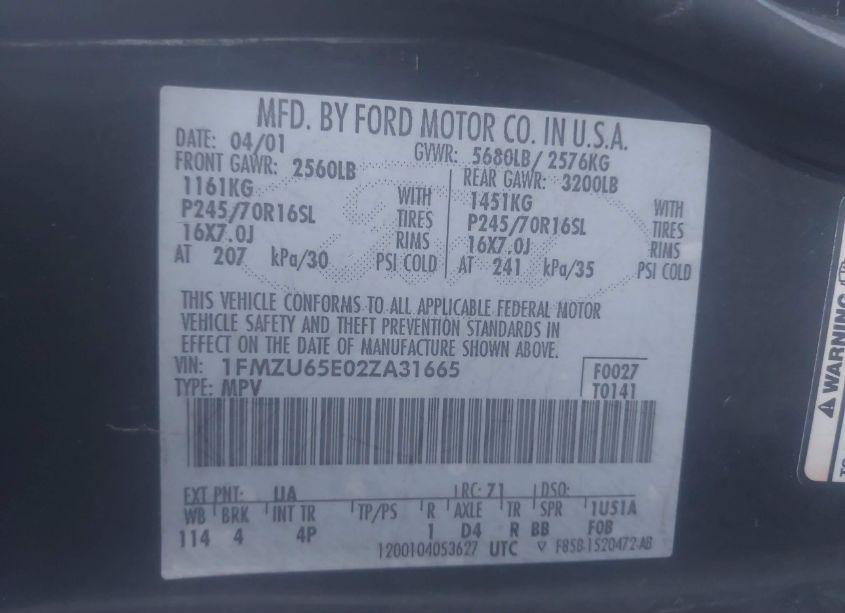 MFD. BY FORD MOTOR CO. IN U.S.A.
DATE: 04/01 GVWR: 5680LB/ 2576KG
FRONT GAWR: 2560LB REAR GAWR: 3200LB
1161KG WITH 1451KG WITH
P245/70R16SL TIRES P245/70R16SL TIRES
16X7.0J RIMS 16X7.0J RIMS
AT 207 kPa/30 PSI COLD AT 241 kPa/35 PSI COLD
THIS VEHICLE CONFORMS TO ALL APPLICABLE FEDERAL MOTOR
VEHICLE SAFETY AND THEFT PREVENTION STANDARDS IN
EFFECT ON THE DATE OF MANUFACTURE SHOWN ABOVE.
VIN: 1FMZU65E02ZA31665 F0027
TYPE: MPV T0141
EXT PNT: UA RC: 71 DSO:
WB BRK INT TR TP/PS R AXLE TR SPR 1U51A
114 4 4P 1 D4 R BB F0B
1200104053627 UTC ▽ F85B-1520472-AB
WARNING